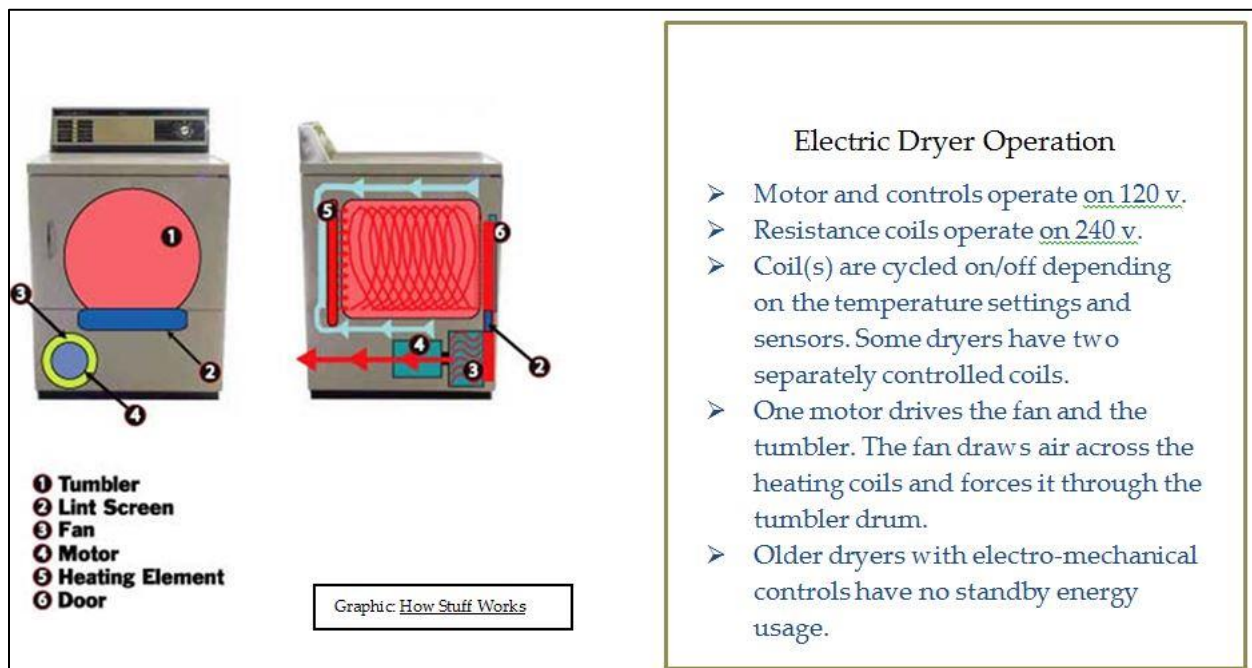 1
3
2
4
5
6
4
3
2
1 Tumbler
2 Lint Screen
3 Fan
4 Motor
5 Heating Element
6 Door
Graphic: How Stuff Works
Electric Dryer Operation
➢ Motor and controls operate on 120 v.
➢ Resistance coils operate on 240 v.
➢ Coil(s) are cycled on/off depending
on the temperature settings and
sensors. Some dryers have two
separately controlled coils.
➢ One motor drives the fan and the
tumbler. The fan draws air across the
heating coils and forces it through the
tumbler drum.
➢ Older dryers with electro-mechanical
controls have no standby energy
usage.